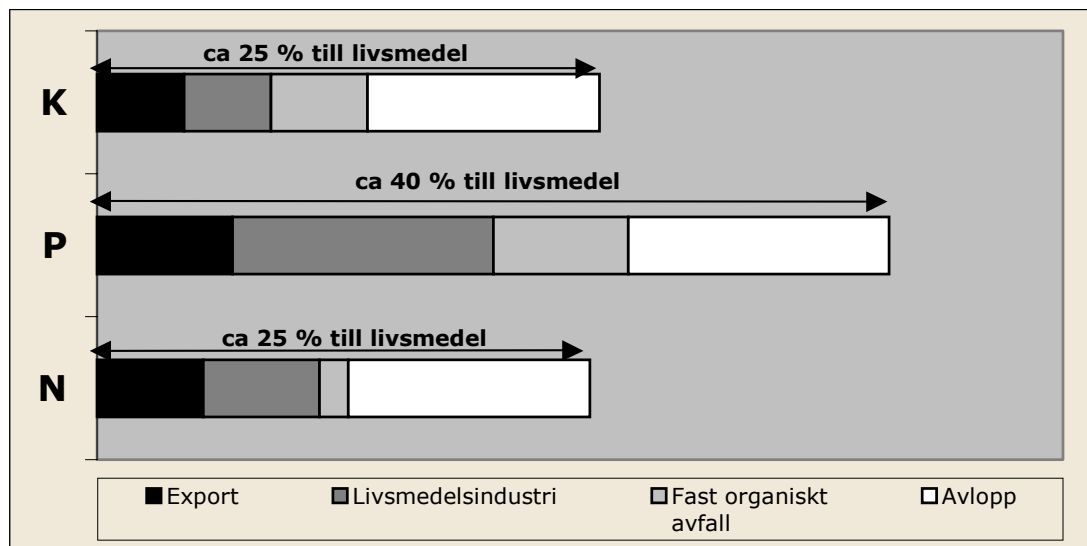 ca 25 % till livsmedel
K
ca 40 % till livsmedel
P
ca 25 % till livsmedel
N
Export
Livsmedelsindustri
Fast organiskt
avfall
Avlopp